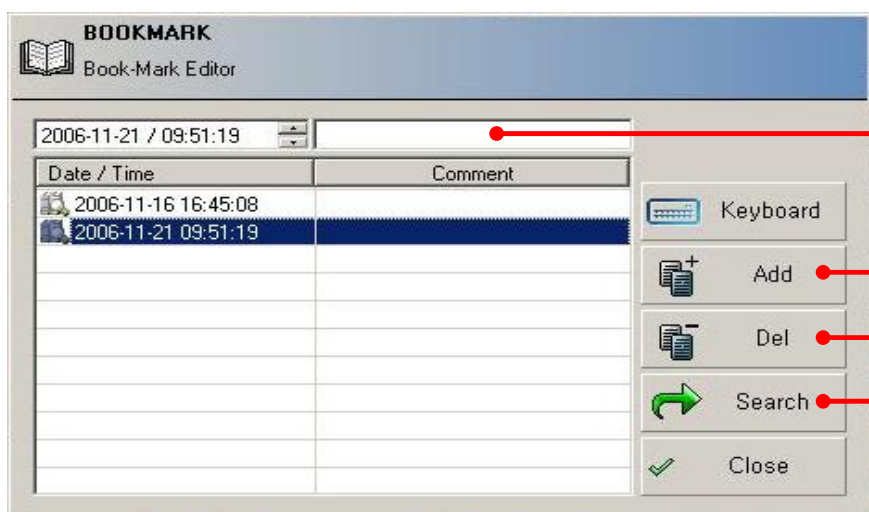 BOOKMARK
Book-Mark Editor
2006-11-21 / 09:51:19
Date / Time Comment
2006-11-16 16:45:08
2006-11-21 09:51:19
Keyboard
Add
Del
Search
Close